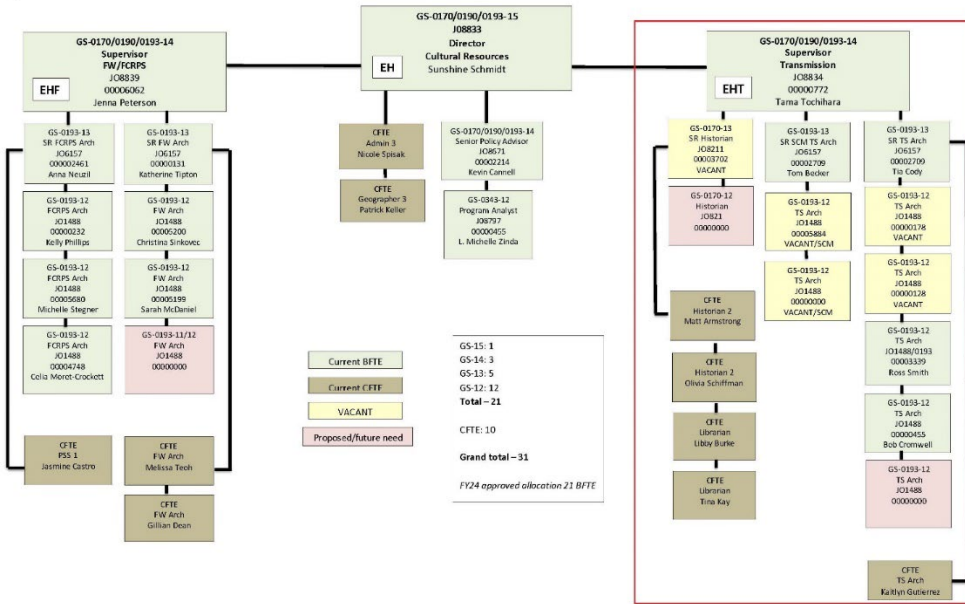 GS-0170/0190/0193-15
J08833
Director
Cultural Resources
Sunshine Schmidt
EH
GS-0170/0190/0193-14
Supervisor
FW/FCRPS
JO8839
00006062
Jenna Peterson
EHF
GS-0193-13
SR FCRPS Arch
JO6157
00002461
Anna Neuzil
GS-0193-12
FCRPS Arch
JO1488
00000232
Kelly Phillips
GS-0193-12
FCRPS Arch
JO1488
00005680
Michelle Stegner
GS-0193-12
FCRPS Arch
JO1488
00004748
Celia Moret-Crockett
CFTE
PSS 1
Jasmine Castro
GS-0193-13
SR FW Arch
JO6157
00000131
Katherine Tipton
GS-0193-12
FW Arch
JO1488
00005200
Christina Sinkovec
GS-0193-12
FW Arch
JO1488
00005199
Sarah McDaniel
GS-0193-11/12
FW Arch
JO1488
00000000
CFTE
FW Arch
Melissa Teoh
CFTE
FW Arch
Gillian Dean
CFTE
Admin 3
Nicole Spisak
CFTE
Geographer 3
Patrick Keller
GS-0170/0190/0193-14
Senior Policy Advisor
JO8571
00002214
Kevin Cannell
GS-0343-12
Program Analyst
J08797
00000455
L. Michelle Zinda
Current BFTE
Current CFTE
VACANT
Proposed/future need
GS-15: 1
GS-14: 3
GS-13: 5
GS-12: 12
Total – 21
CFTE: 10
Grand total – 31
FY24 approved allocation 21 BFTE
GS-0170/0190/0193-14
Supervisor
Transmission
JO8834
00000772
Tama Tochihara
EHT
GS-0170-13
SR Historian
JO8211
00003702
VACANT
GS-0170-12
Historian
JO821
00000000
CFTE
Historian 2
Matt Armstrong
CFTE
Historian 2
Olivia Schiffman
CFTE
Librarian
Libby Burke
CFTE
Librarian
Tina Kay
GS-0193-13
SR SCM TS Arch
JO6157
00002709
Tom Becker
GS-0193-12
TS Arch
JO1488
00005884
VACANT/SCM
GS-0193-12
TS Arch
JO1488
00000000
VACANT/SCM
GS-0193-13
SR TS Arch
JO6157
00002709
Tia Cody
GS-0193-12
TS Arch
JO1488
00000178
VACANT
GS-0193-12
TS Arch
JO1488
00000128
VACANT
GS-0193-12
TS Arch
JO1488/0193
00003339
Ross Smith
GS-0193-12
TS Arch
JO1488
00000455
Bob Cromwell
GS-0193-12
TS Arch
JO1488
00000000
CFTE
TS Arch
Kaitlyn Gutierrez